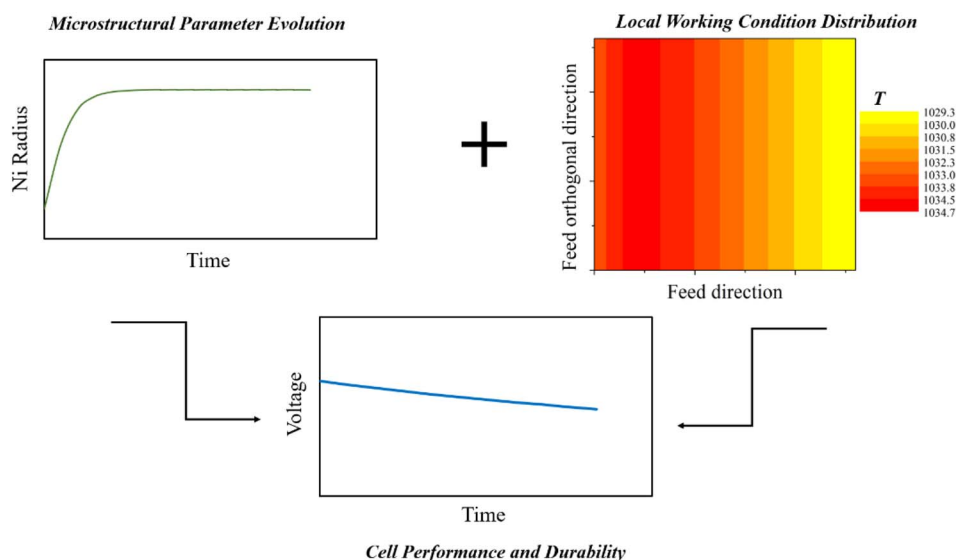 Microstructural Parameter Evolution
Local Working Condition Distribution
Ni Radius
Time
+
Feed orthogonal direction
Feed direction
T
1029.3
1030.0
1030.8
1031.5
1032.3
1033.0
1033.8
1034.5
1034.7
Voltage
Time
Cell Performance and Durability